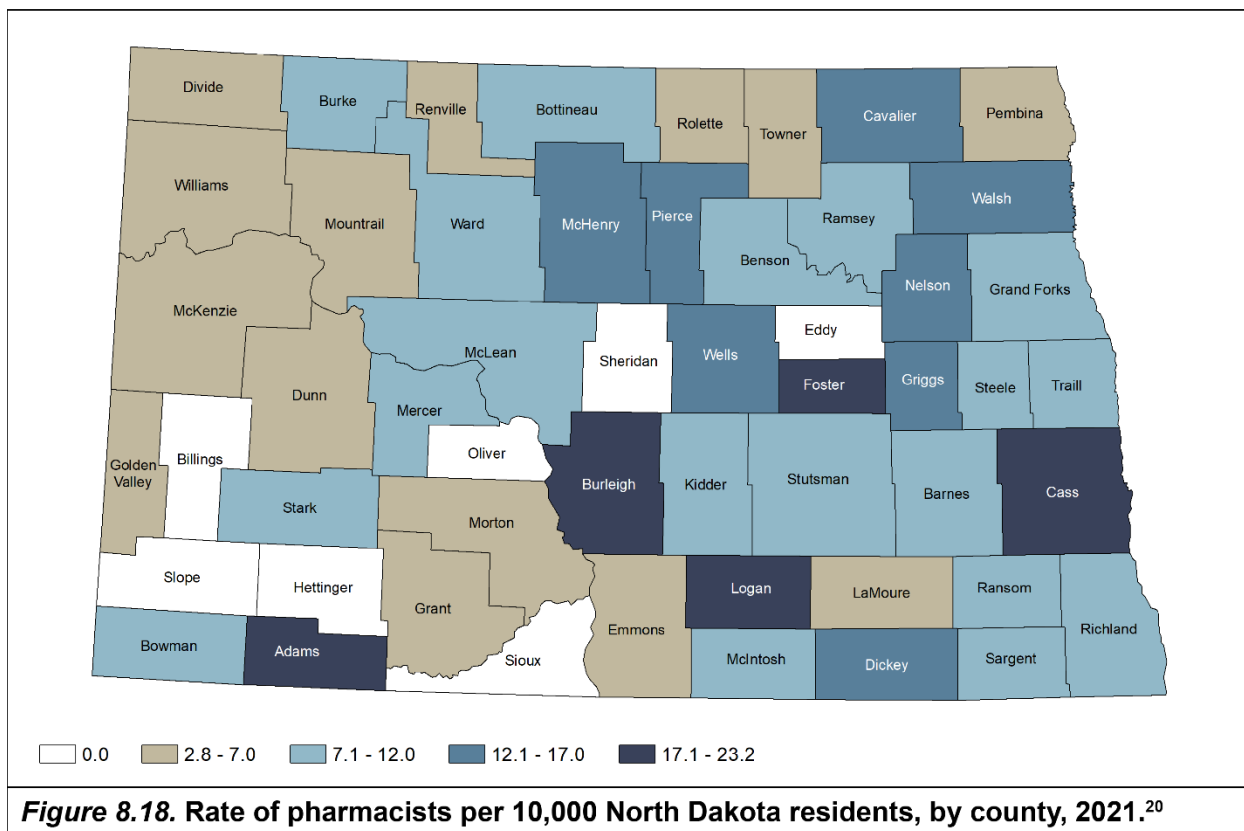 Divide
Burke
Renville
Bottineau
Rolette
Towner
Cavalier
Pembina
Williams
Mountrail
Ward
McHenry
Pierce
Ramsey
Walsh
Benson
Nelson
Grand Forks
McKenzie
McLean
Sheridan
Wells
Eddy
Foster
Griggs
Steele
Traill
Dunn
Mercer
Golden
Valley
Billings
Oliver
Burleigh
Kidder
Stutsman
Barnes
Cass
Stark
Morton
Slope
Hettinger
Grant
Logan
LaMoure
Ransom
Richland
Emmons
Bowman
Adams
Sioux
McIntosh
Dickey
Sargent
0.0 2.8 - 7.0 7.1 - 12.0 12.1 - 17.0 17.1 - 23.2
Figure 8.18. Rate of pharmacists per 10,000 North Dakota residents, by county, 2021.20